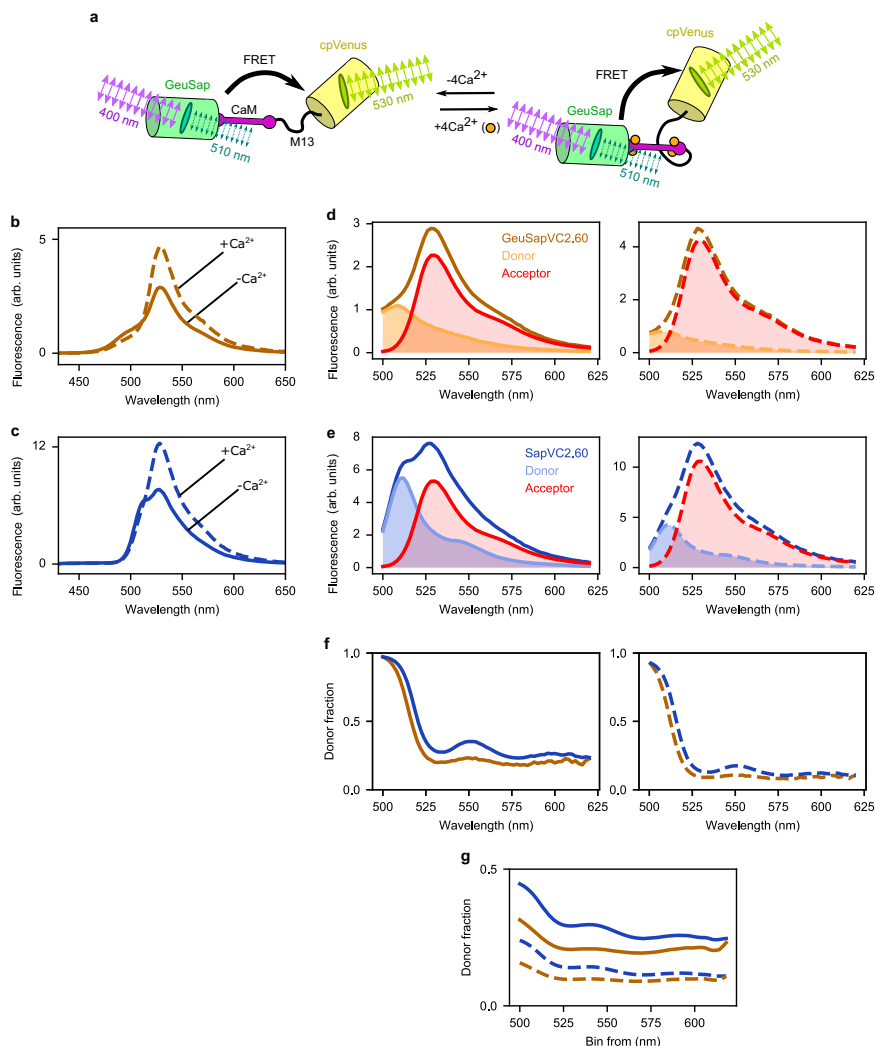 a
FRET
cpVenus
GeuSap
CaM
M13
400 nm
510 nm
530 nm
-4Ca²⁺
+4Ca²⁺ ( )
cpVenus
FRET
GeuSap
400 nm
510 nm
530 nm
b
Fluorescence (arb. units)
5
0
+Ca²⁺
-Ca²⁺
450 500 550 600 650
Wavelength (nm)
c
Fluorescence (arb. units)
12
0
+Ca²⁺
-Ca²⁺
450 500 550 600 650
Wavelength (nm)
d
Fluorescence (arb. units)
3
2
1
0
GeuSapVC2.60
Donor
Acceptor
500 525 550 575 600 625
Wavelength (nm)
4
2
0
500 525 550 575 600 625
Wavelength (nm)
e
Fluorescence (arb. units)
8
6
4
2
0
SapVC2.60
Donor
Acceptor
500 525 550 575 600 625
Wavelength (nm)
10
5
0
500 525 550 575 600 625
Wavelength (nm)
f
Donor fraction
1.0
0.5
0.0
500 525 550 575 600 625
Wavelength (nm)
1.0
0.5
0.0
500 525 550 575 600 625
Wavelength (nm)
g
Donor fraction
0.5
0.0
500 525 550 575 600
Bin from (nm)